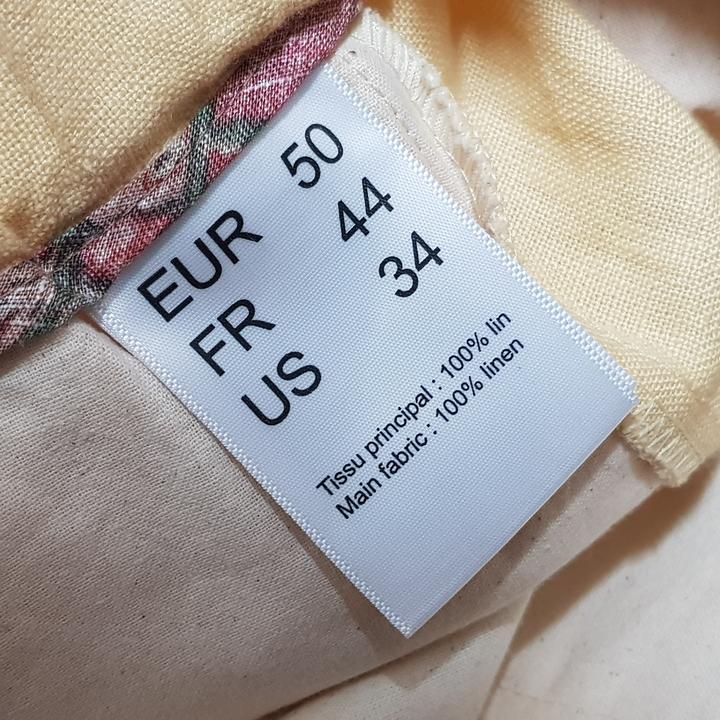 EUR 50
FR 44
US 34
Tissu principal : 100% lin
Main fabric : 100% linen